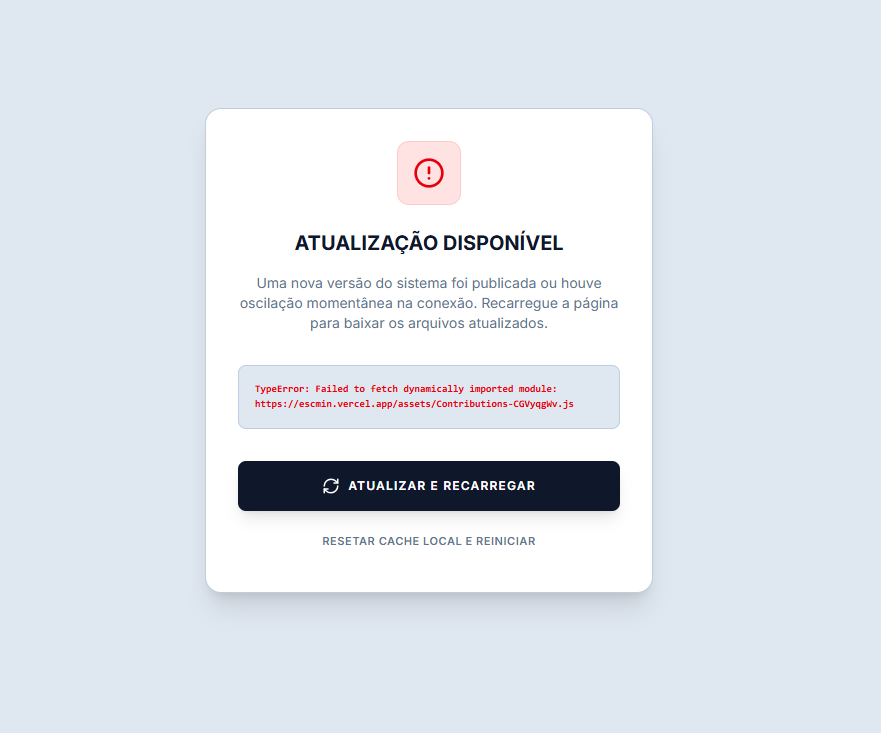 ATUALIZAÇÃO DISPONÍVEL
Uma nova versão do sistema foi publicada ou houve
oscilação momentânea na conexão. Recarregue a página
para baixar os arquivos atualizados.
TypeError: Failed to fetch dynamically imported module:
https://escmin.vercel.app/assets/Contributions-CGVyqgWv.js
ATUALIZAR E RECARREGAR
RESETAR CACHE LOCAL E REINICIAR